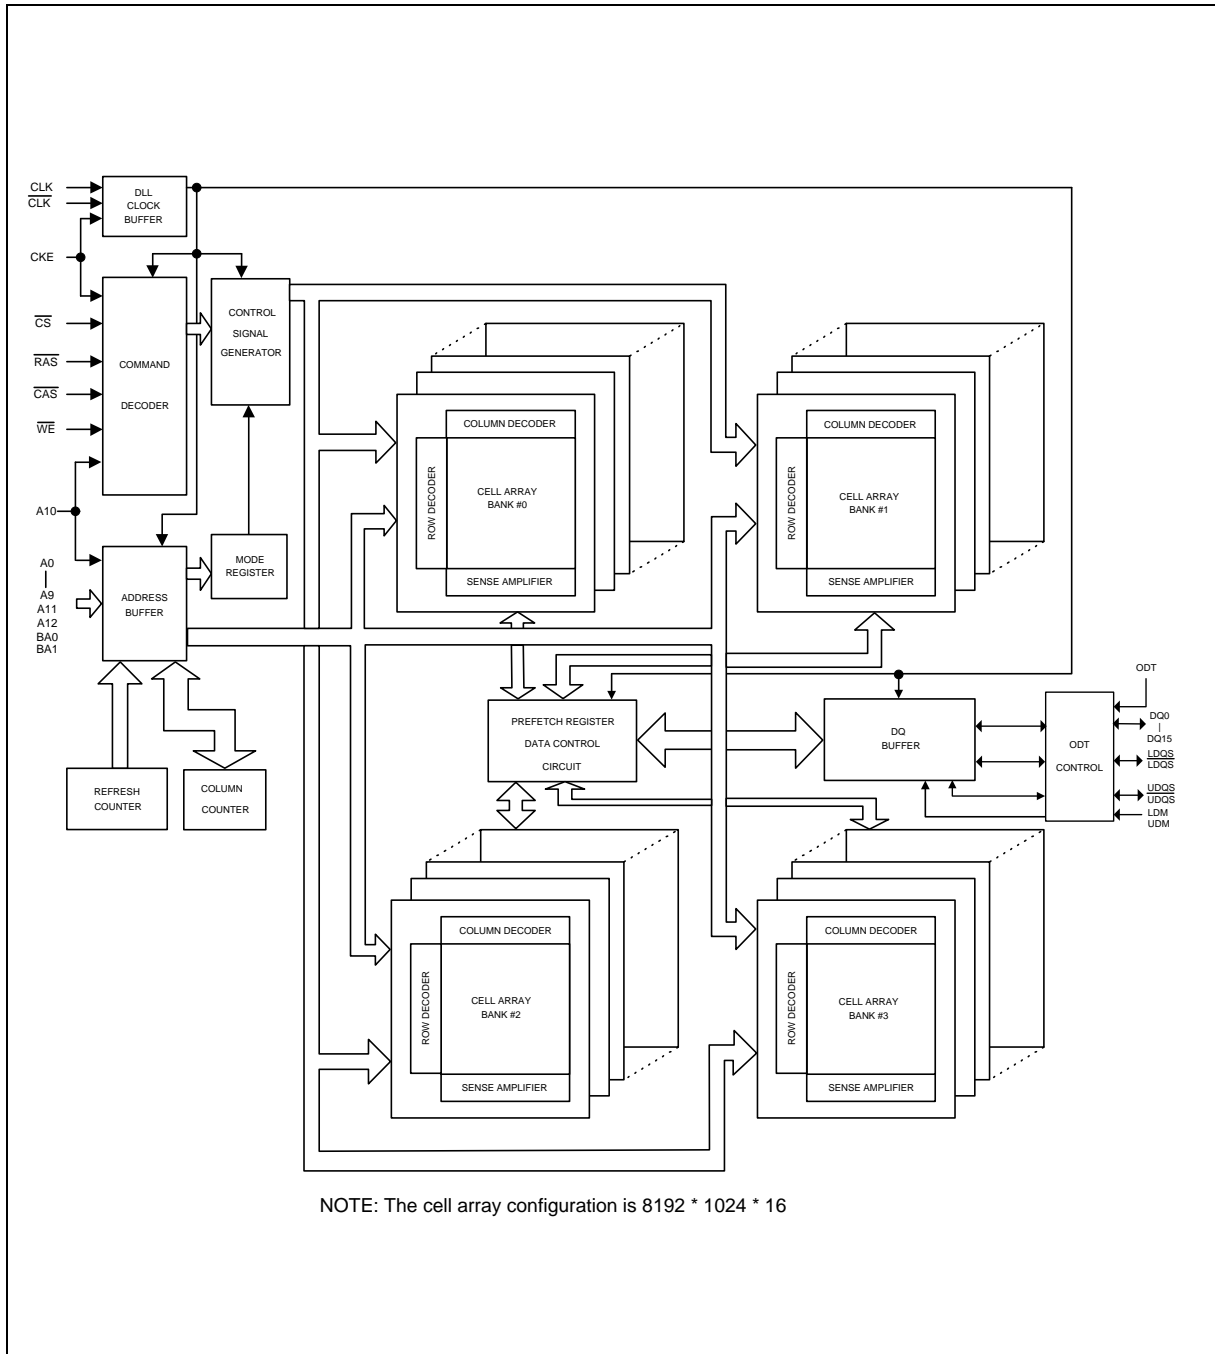 CLK
CLK
CKE
CS
RAS
CAS
WE
A10
A0
A9
A11
A12
BA0
BA1
DLL
CLOCK
BUFFER
COMMAND
DECODER
CONTROL
SIGNAL
GENERATOR
ADDRESS
BUFFER
MODE
REGISTER
REFRESH
COUNTER
COLUMN
COUNTER
COLUMN DECODER
ROW DECODER
CELL ARRAY
BANK #0
SENSE AMPLIFIER
COLUMN DECODER
ROW DECODER
CELL ARRAY
BANK #1
SENSE AMPLIFIER
PREFETCH REGISTER
DATA CONTROL
CIRCUIT
DQ
BUFFER
ODT
CONTROL
ODT
DQ0
DQ15
LDQS
LDQS
UDQS
UDQS
LDM
UDM
COLUMN DECODER
ROW DECODER
CELL ARRAY
BANK #2
SENSE AMPLIFIER
COLUMN DECODER
ROW DECODER
CELL ARRAY
BANK #3
SENSE AMPLIFIER
NOTE: The cell array configuration is 8192 * 1024 * 16